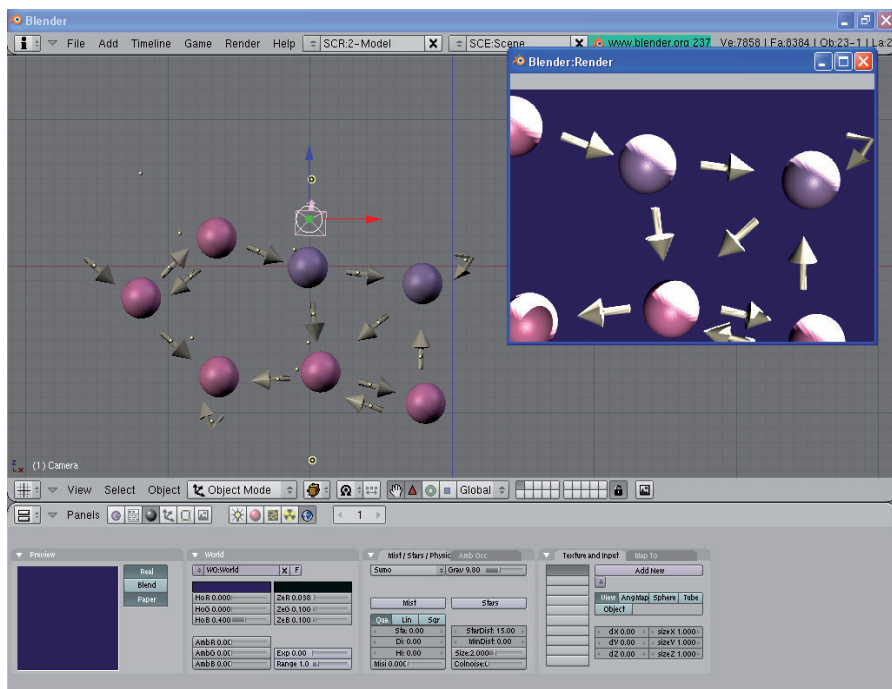 Blender
File Add Timeline Game Render Help SCR:2-Model X SCE:Scene X www.blender.org 237 Ve:7858 | Fa:8384 | Ob:23-1 | La:2
Blender:Render
(1) Camera
View Select Object Object Mode Global
Panels 1
Preview
Real
Blend
Paper
World
WO:World X F
HoR 0.000 ZeR 0.038
HoG 0.000 ZeG 0.100
HoB 0.400 ZeB 0.100
AmbR 0.00
AmbG 0.00 Exp 0.00
AmbB 0.00 Range 1.0
Mist / Stars / Physic Amb Occ
Sumo Grav 9.80
Mist Stars
Qua Lin Sqr
Sta: 0.00 StarDist: 15.00
Di: 0.00 MinDist: 0.00
Hi: 0.00 Size:2.000
Misi 0.000 Colnoise:
Texture and Input Map To
Add New
View AngMap Sphere Tube
Object
dX 0.00 sizeX 1.000
dY 0.00 sizeY 1.000
dZ 0.00 sizeZ 1.000